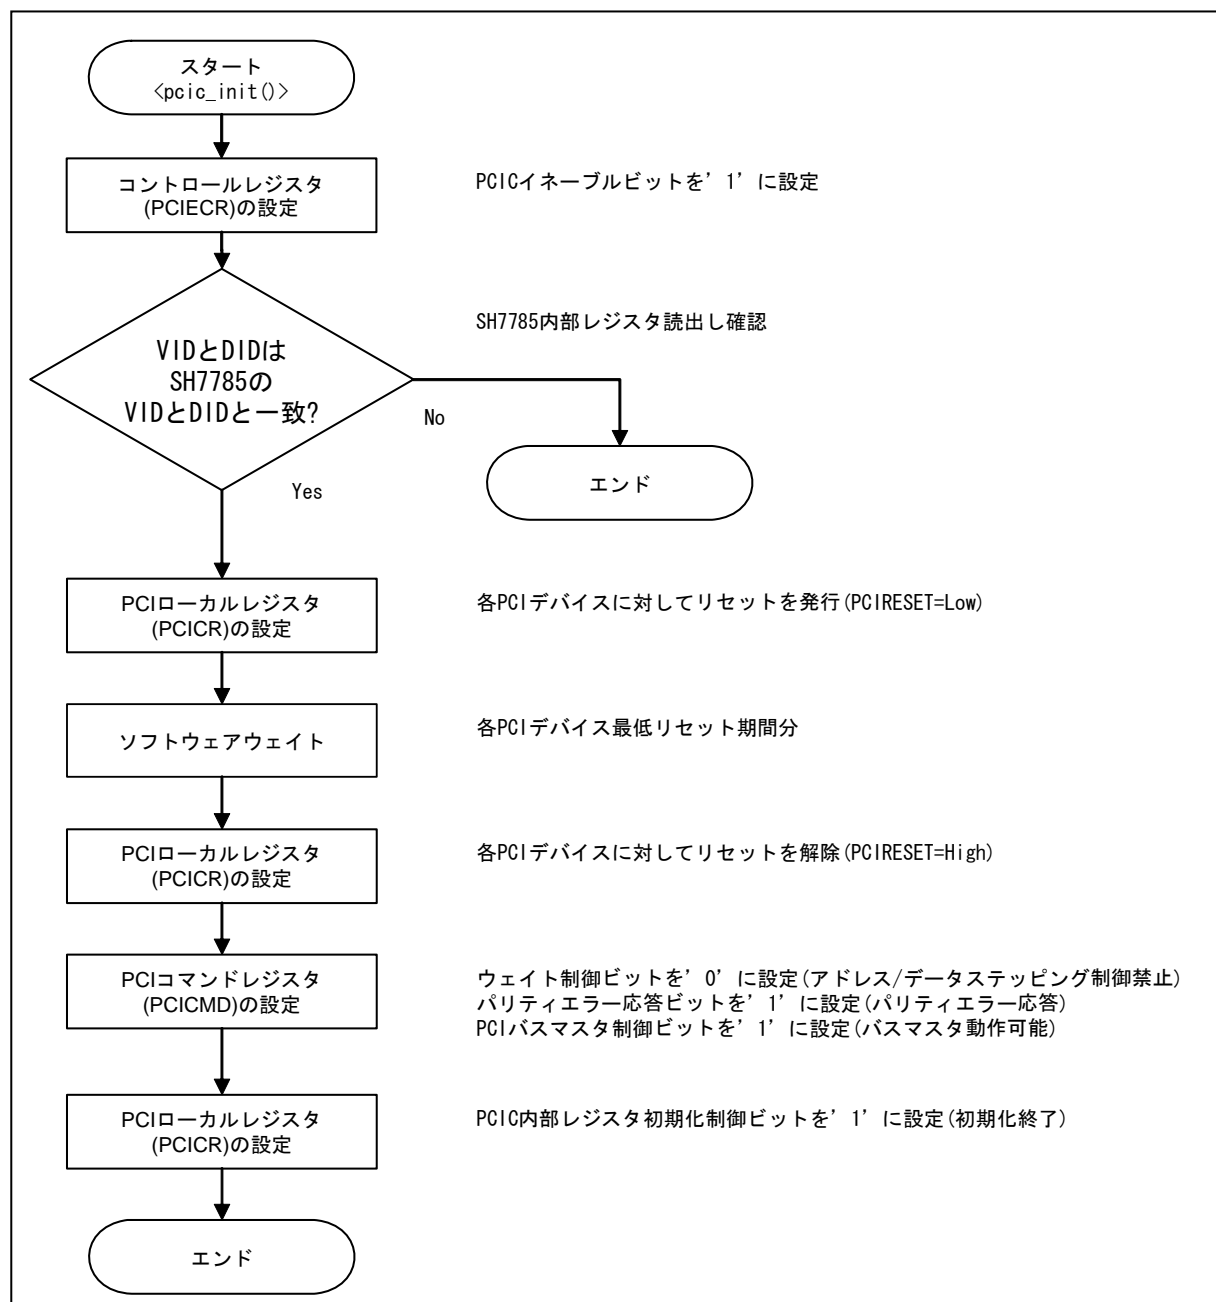 スタート
<pcic_init()>
コントロールレジスタ
(PCIECR)の設定
PCICイネーブルビットを’1’に設定
SH7785内部レジスタ読出し確認
VIDとDIDは
SH7785の
VIDとDIDと一致?
No
エンド
Yes
PCIローカルレジスタ
(PCICR)の設定
各PCIデバイスに対してリセットを発行(PCIRESET=Low)
ソフトウェアウェイト
各PCIデバイス最低リセット期間分
PCIローカルレジスタ
(PCICR)の設定
各PCIデバイスに対してリセットを解除(PCIRESET=High)
PCIコマンドレジスタ
(PCICMD)の設定
ウェイト制御ビットを’0’に設定(アドレス/データステッピング制御禁止)
パリティエラー応答ビットを’1’に設定(パリティエラー応答)
PCIバスマスタ制御ビットを’1’に設定(バスマスタ動作可能)
PCIローカルレジスタ
(PCICR)の設定
PCIC内部レジスタ初期化制御ビットを’1’に設定(初期化終了)
エンド